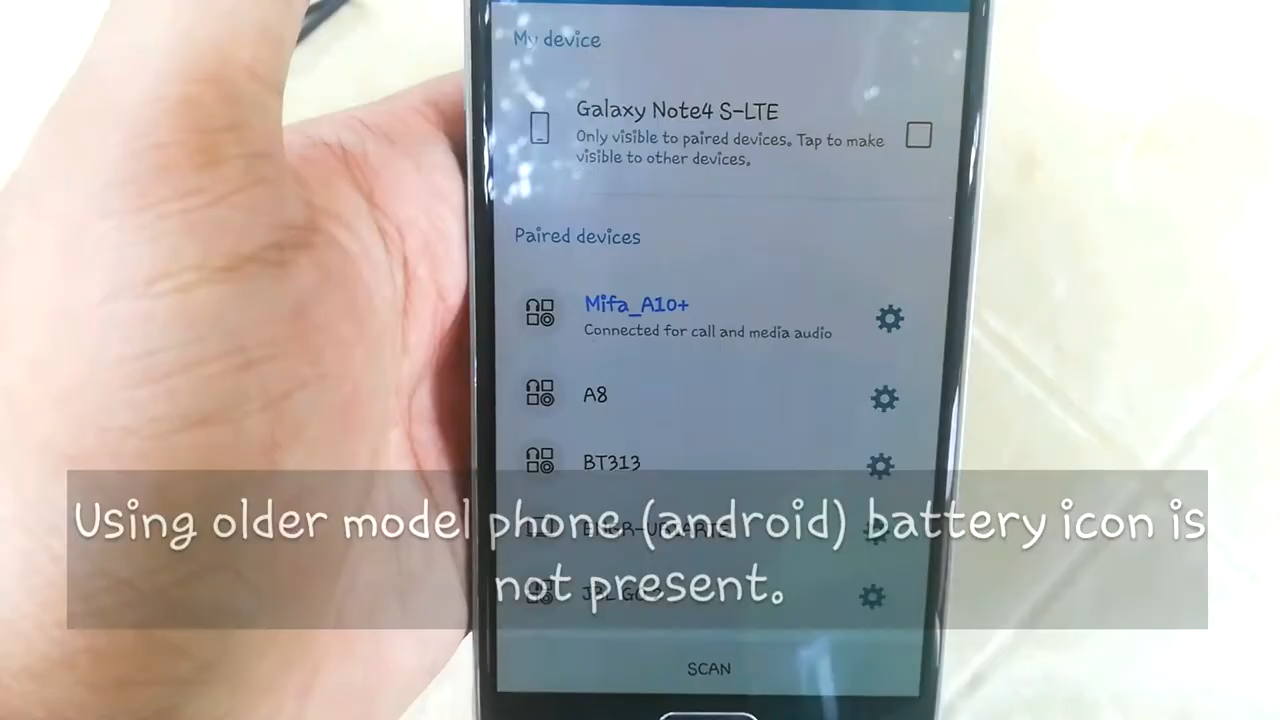 My device
Galaxy Note4 S-LTE
Only visible to paired devices. Tap to make
visible to other devices.
Paired devices
Mifa_A10+
Connected for call and media audio
A8
BT313
Using older model phone (android) battery icon is
not present.
SCAN